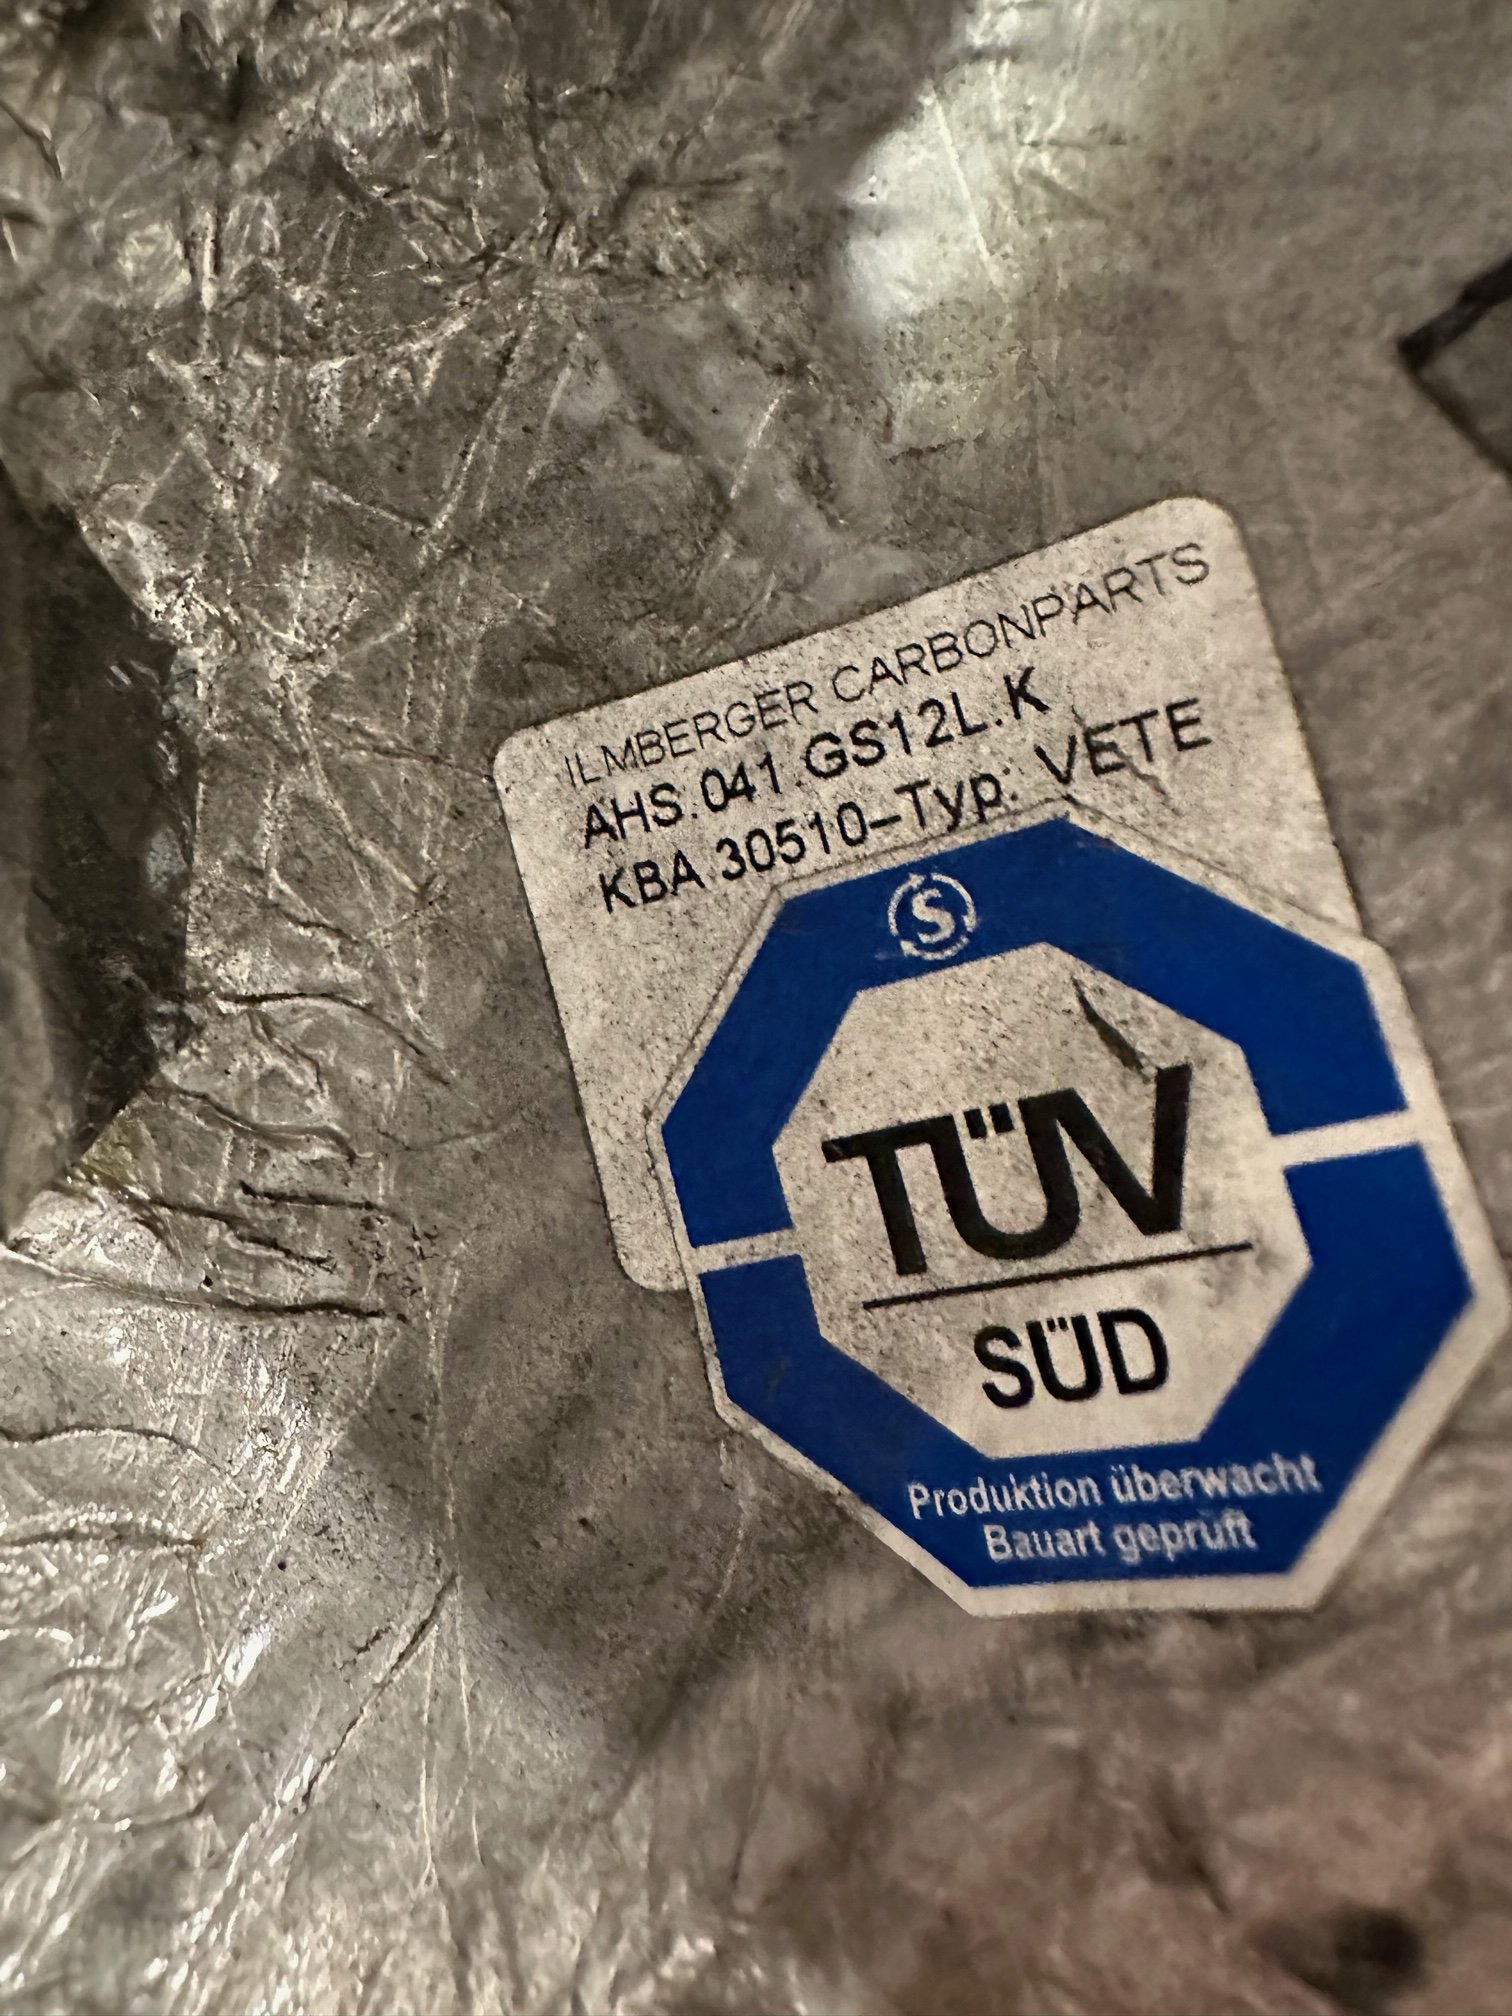 ILMBERGER CARBONPARTS
AHS.041.GS12L.K
KBA 30510-Typ: VETE
S
TÜV
SÜD
Produktion überwacht
Bauart geprüft